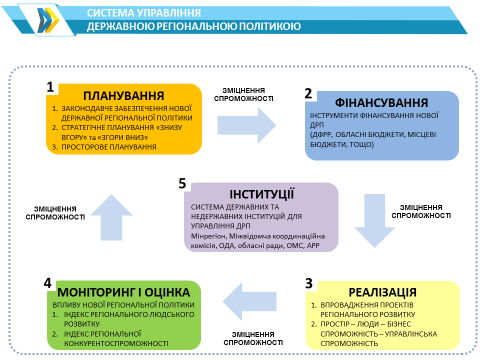 СИСТЕМА УПРАВЛІННЯ
ДЕРЖАВНОЮ РЕГІОНАЛЬНОЮ ПОЛІТИКОЮ
1
ПЛАНУВАННЯ
1. ЗАКОНОДАВЧЕ ЗАБЕЗПЕЧЕННЯ НОВОЇ
ДЕРЖАВНОЇ РЕГІОНАЛЬНОЇ ПОЛІТИКИ
2. СТРАТЕГІЧНЕ ПЛАНУВАННЯ «ЗНИЗУ
ВГОРУ» та «ЗГОРИ ВНИЗ»
3. ПРОСТОРОВЕ ПЛАНУВАННЯ
ЗМІЦНЕННЯ
СПРОМОЖНОСТІ
2
ФІНАНСУВАННЯ
ІНСТРУМЕНТИ ФІНАНСУВАННЯ НОВОЇ
ДРП
(ДФРР, ОБЛАСНІ БЮДЖЕТИ, МІСЦЕВІ
БЮДЖЕТИ, ТОЩО)
5
ІНСТИТУЦІЇ
СИСТЕМА ДЕРЖАВНИХ ТА
НЕДЕРЖАВНИХ ІНСТИТУЦІЙ ДЛЯ
УПРАВЛІННЯ ДРП
Мінрегіон, Міжвідомча координаційна
комісія, ОДА, обласні ради, ОМС, АРР
ЗМІЦНЕННЯ
СПРОМОЖНОСТІ
ЗМІЦНЕННЯ
СПРОМОЖНОСТІ
4
МОНІТОРИНГ І ОЦІНКА
ВПЛИВУ НОВОЇ РЕГІОНАЛЬНОЇ ПОЛІТИКИ
1. ІНДЕКС РЕГІОНАЛЬНОГО ЛЮДСЬКОГО
РОЗВИТКУ
2. ІНДЕКС РЕГІОНАЛЬНОЇ
КОНКУРЕНТОСПРОМОЖНОСТІ
ЗМІЦНЕННЯ
СПРОМОЖНОСТІ
3
РЕАЛІЗАЦІЯ
1. ВПРОВАДЖЕННЯ ПРОЕКТІВ
РЕГІОНАЛЬНОГО РОЗВИТКУ
2. ПРОСТІР – ЛЮДИ – БІЗНЕС
СПРОМОЖНІСТЬ – УПРАВЛІНСЬКА
СПРОМОЖНІСТЬ